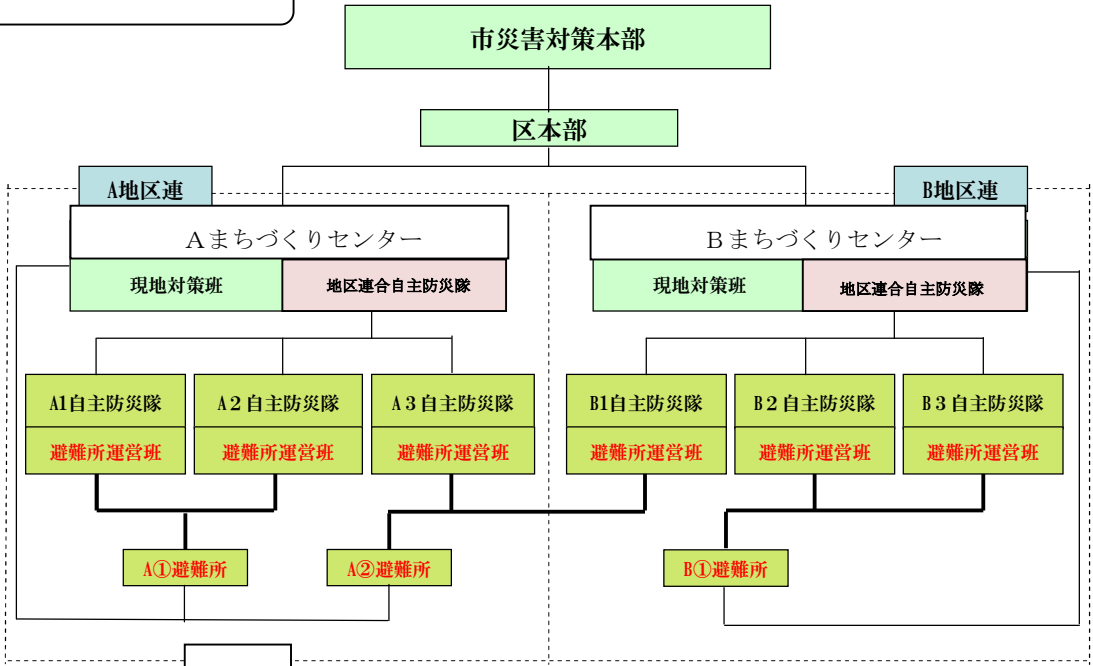 市災害対策本部
区本部
A地区連
B地区連
Aまちづくりセンター
Bまちづくりセンター
現地対策班
地区連合自主防災隊
現地対策班
地区連合自主防災隊
A1自主防災隊
A2自主防災隊
A3自主防災隊
B1自主防災隊
B2自主防災隊
B3自主防災隊
避難所運営班
避難所運営班
避難所運営班
避難所運営班
避難所運営班
避難所運営班
A①避難所
A②避難所
B①避難所